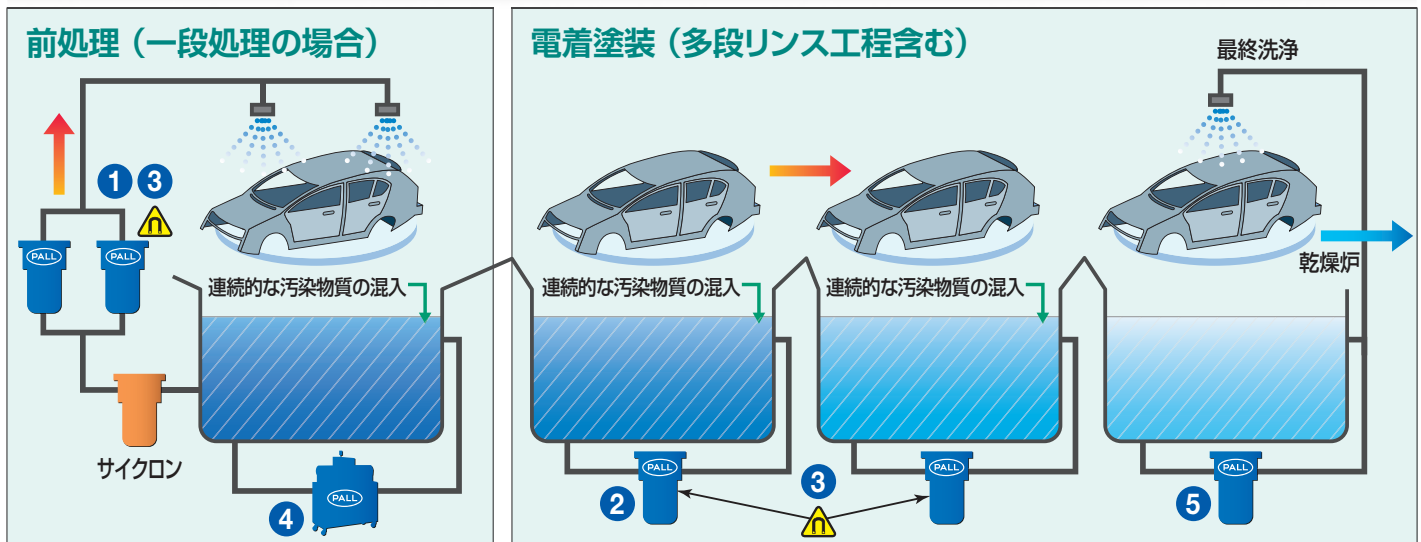 前処理（一段処理の場合）
1 3
PALL
PALL
連続的な汚染物質の混入
サイクロン
4
PALL
電着塗装（多段リンス工程含む）
最終洗浄
乾燥炉
連続的な汚染物質の混入
連続的な汚染物質の混入
2
PALL
3
PALL
5
PALL